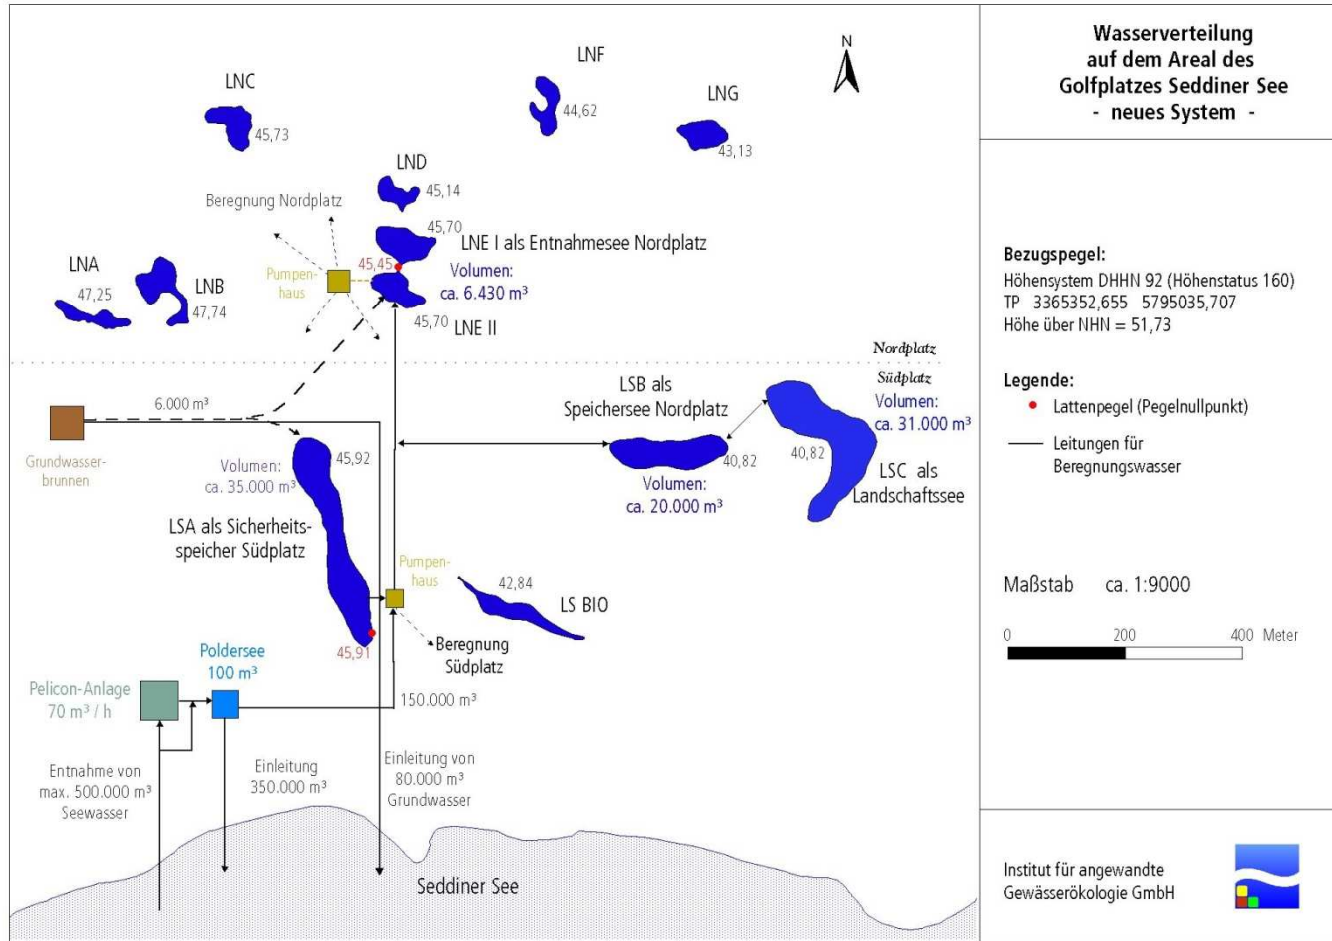 Wasserverteilung
auf dem Areal des
Golfplatzes Seddiner See
- neues System -
N
LNC
45,73
LNF
44,62
LNG
43,13
LND
45,14
Beregnung Nordplatz
45,70
LNE I als Entnahmesee Nordplatz
45,45
Volumen:
ca. 6.430 m³
Pumpen-
haus
45,70
LNE II
LNA
47,25
LNB
47,74
Nordplatz
Südplatz
6.000 m³
Grundwasser-
brunnen
Volumen:
ca. 35.000 m³
45,92
LSA als Sicherheits-
speicher Südplatz
45,91
LSB als
Speichersee Nordplatz
40,82
Volumen:
ca. 20.000 m³
Volumen:
ca. 31.000 m³
40,82
LSC als
Landschaftssee
Pumpen-
haus
42,84
LS BIO
Beregnung
Südplatz
Poldersee
100 m³
Pelicon-Anlage
70 m³ / h
150.000 m³
Entnahme von
max. 500.000 m³
Seewasser
Einleitung
350.000 m³
Einleitung von
80.000 m³
Grundwasser
Seddiner See
Bezugspegel:
Höhensystem DHHN 92 (Höhenstatus 160)
TP 3365352,655 5795035,707
Höhe über NHN = 51,73
Legende:
Lattenpegel (Pegelnullpunkt)
Leitungen für
Beregnungswasser
Maßstab ca. 1:9000
0 200 400 Meter
Institut für angewandte
Gewässerökologie GmbH